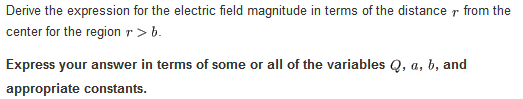 Derive the expression for the electric field magnitude in terms of the distance r from the
center for the region r > b.
Express your answer in terms of some or all of the variables Q, a, b, and
appropriate constants.